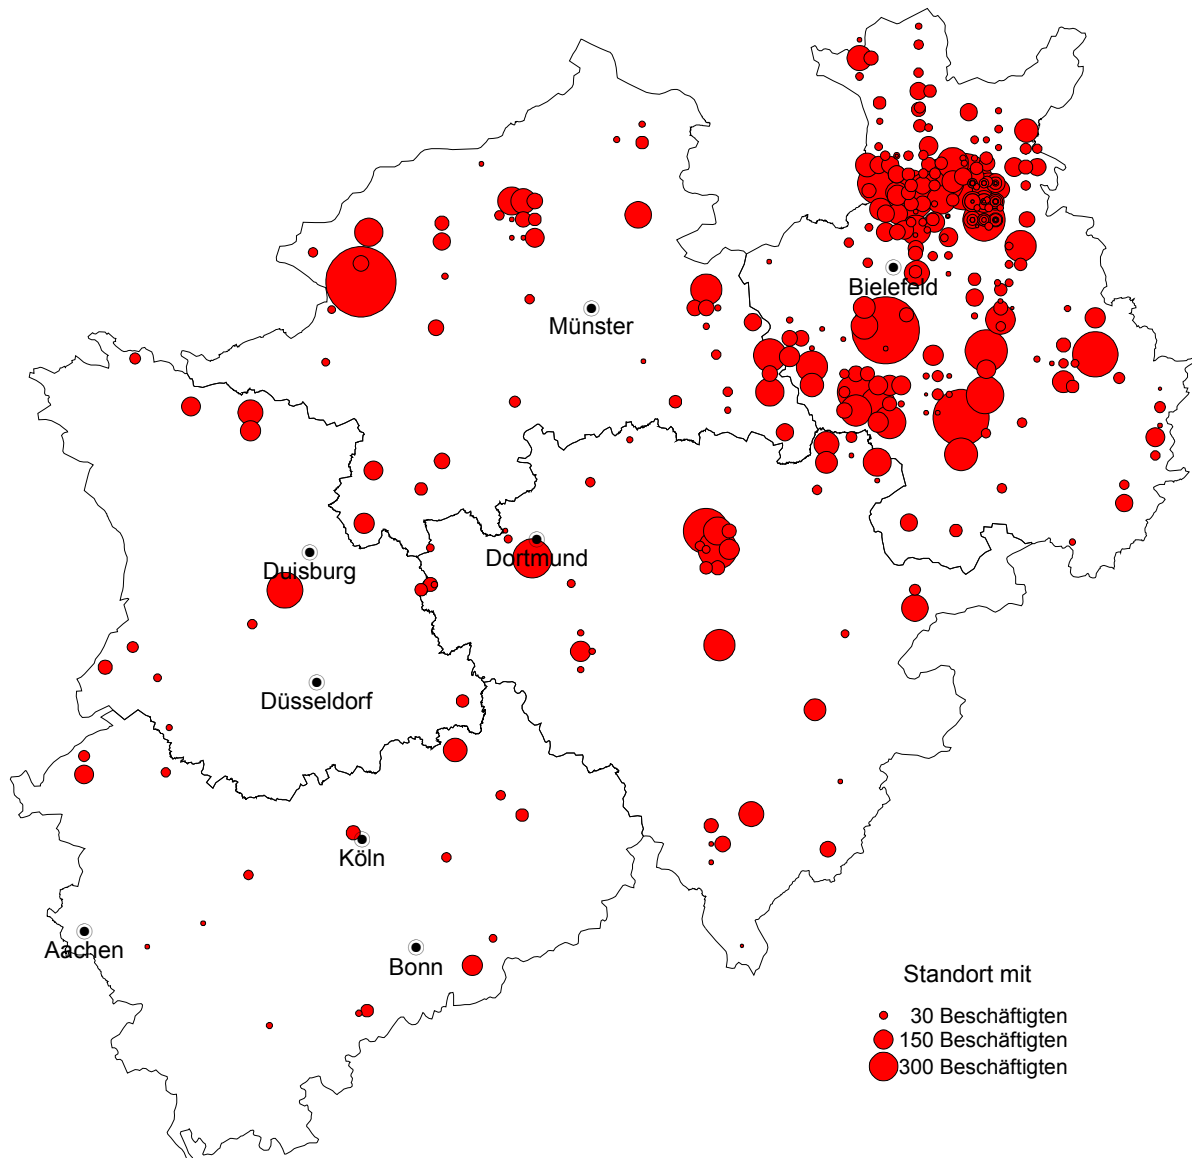 Bielefeld
Münster
Dortmund
Duisburg
Düsseldorf
Köln
Aachen
Bonn
Standort mit
30 Beschäftigten
150 Beschäftigten
300 Beschäftigten